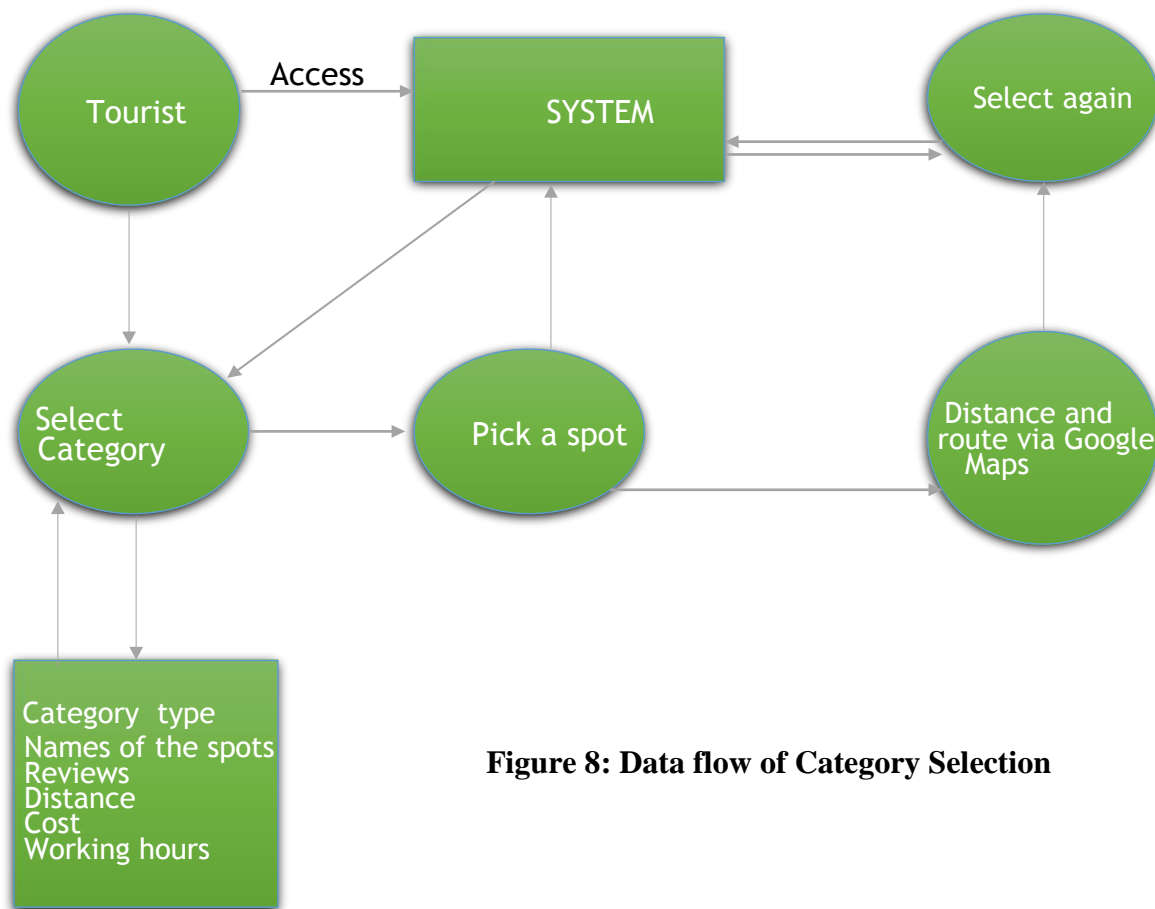 Tourist
Access
SYSTEM
Select again
Select
Category
Pick a spot
Distance and
route via Google
Maps
Category type
Names of the spots
Reviews
Distance
Cost
Working hours
Figure 8: Data flow of Category Selection